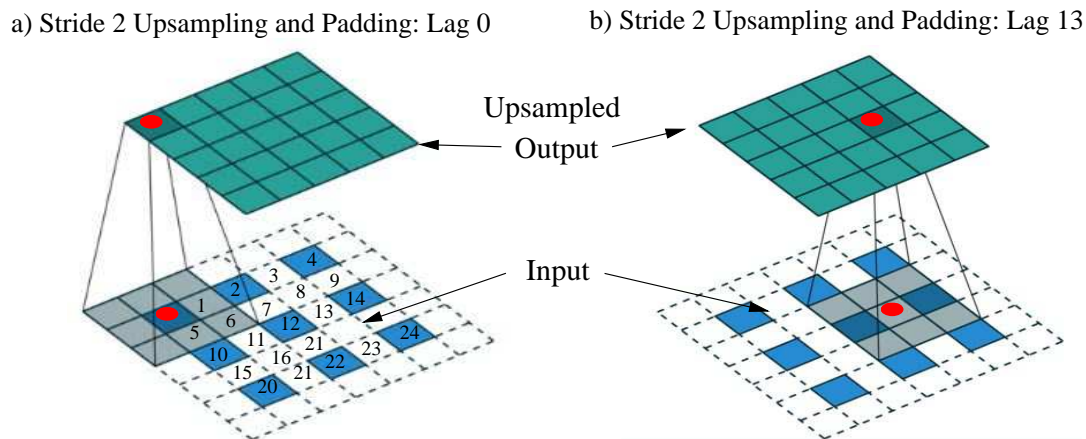 a) Stride 2 Upsampling and Padding: Lag 0
b) Stride 2 Upsampling and Padding: Lag 13
Upsampled
Output
Input
1 2 3 4
5 6 7 8 9
10 11 12 13 14
15 16 21
20 21 22 23 24